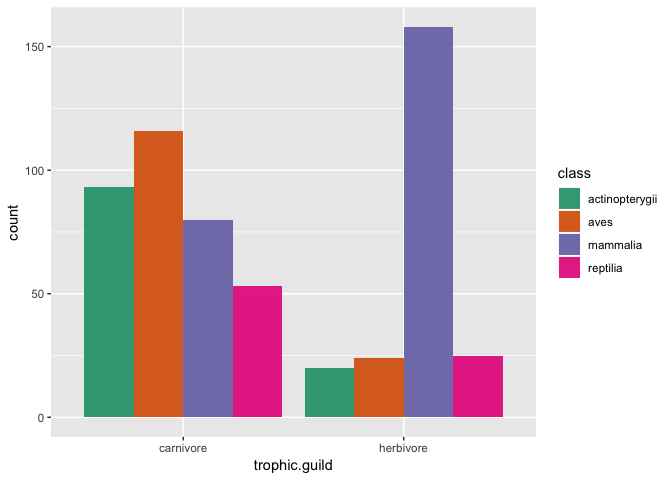 150
100
50
0
count
carnivore
herbivore
trophic.guild
class
actinopterygii
aves
mammalia
reptilia